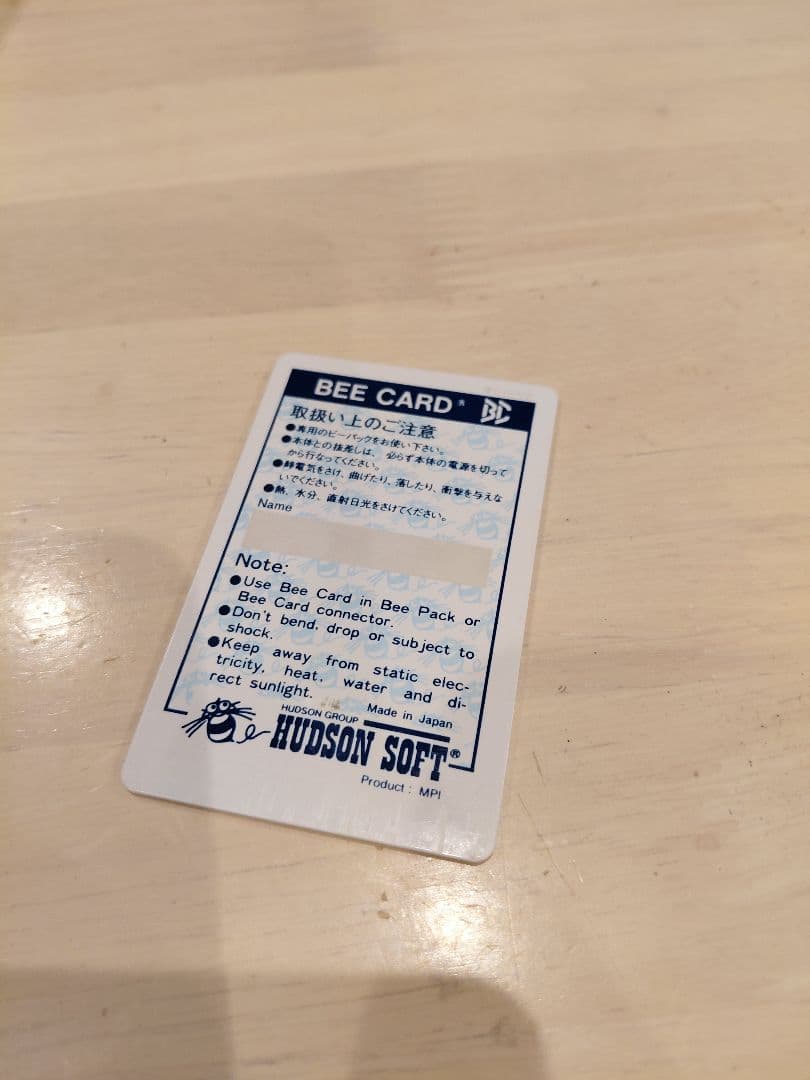 BEE CARD® BC
取扱い上のご注意
●専用のビーパックをお使い下さい。
●本体との抜差しは、必らず本体の電源を切って
から行なってください。
●静電気をさけ、曲げたり、落したり、衝撃を与えな
いでください。
●熱、水分、直射日光をさけてください。
Name
Note:
●Use Bee Card in Bee Pack or
Bee Card connector.
●Don't bend, drop or subject to
shock.
●Keep away from static elec-
tricity, heat, water and di-
rect sunlight.
Made in Japan
HUDSON GROUP
HUDSON SOFT®
Product : MPI